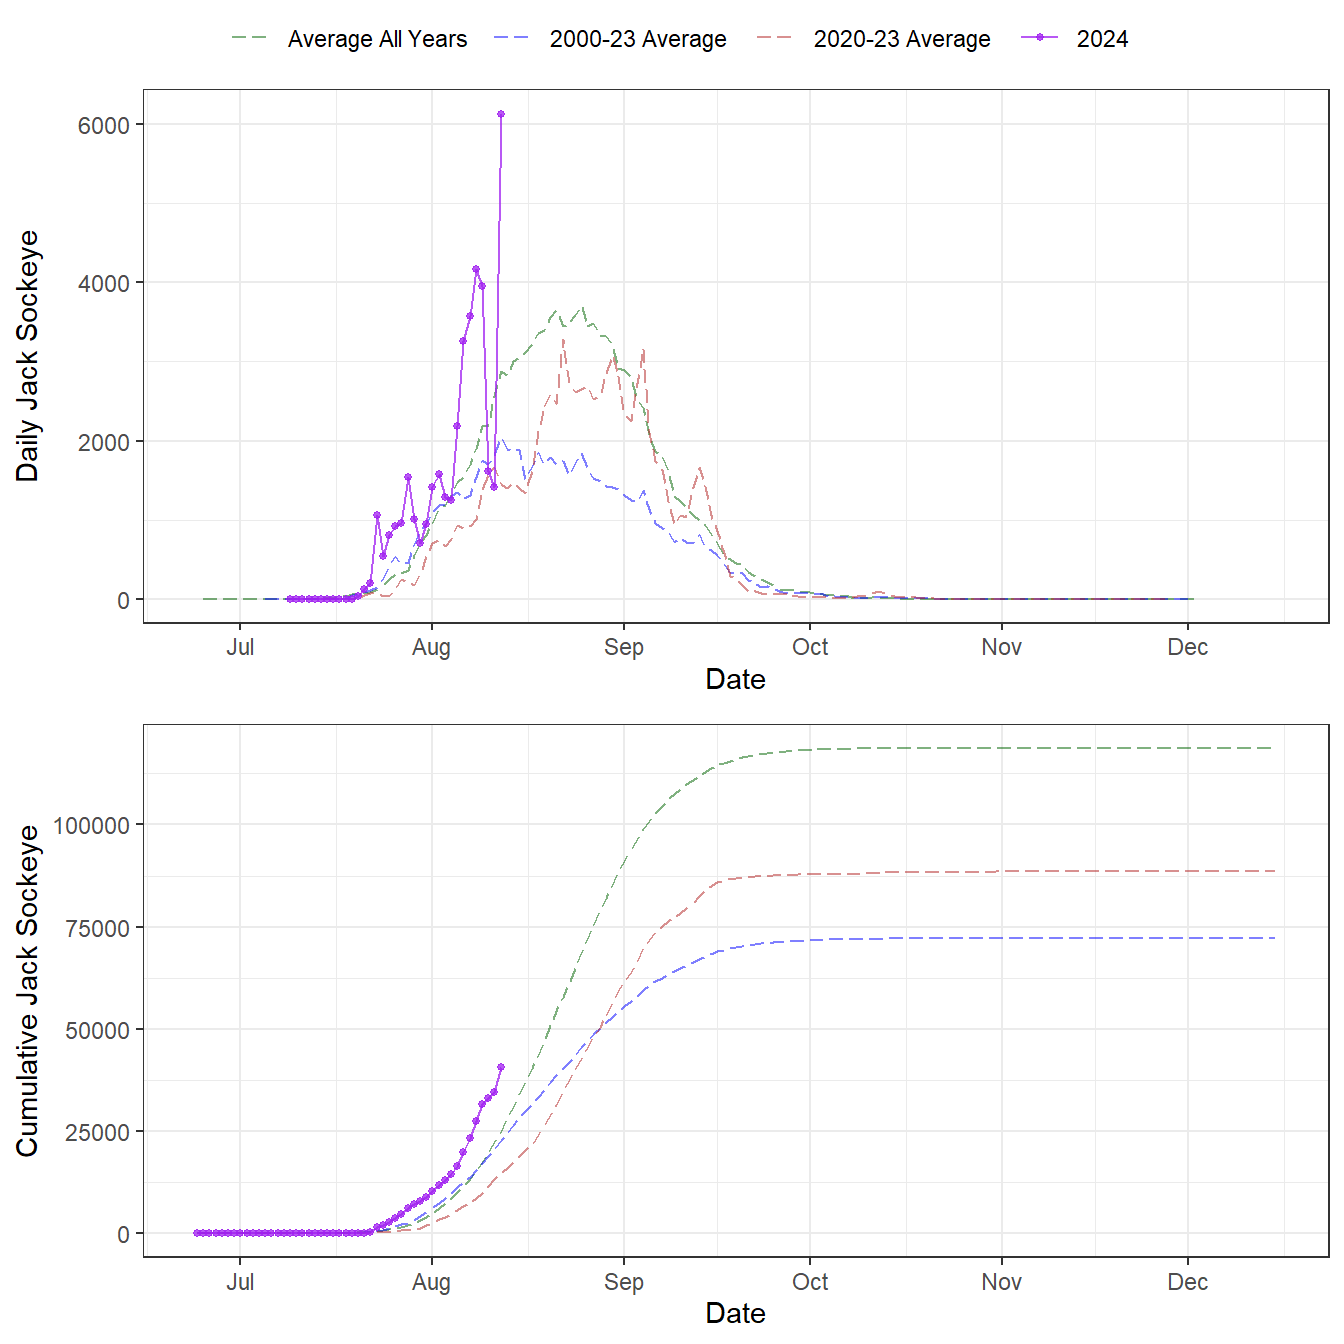 Average All Years 2000-23 Average 2020-23 Average 2024
6000
4000
2000
0
Daily Jack Sockeye
Jul Aug Sep Oct Nov Dec
Date
100000
75000
50000
25000
0
Cumulative Jack Sockeye
Jul Aug Sep Oct Nov Dec
Date